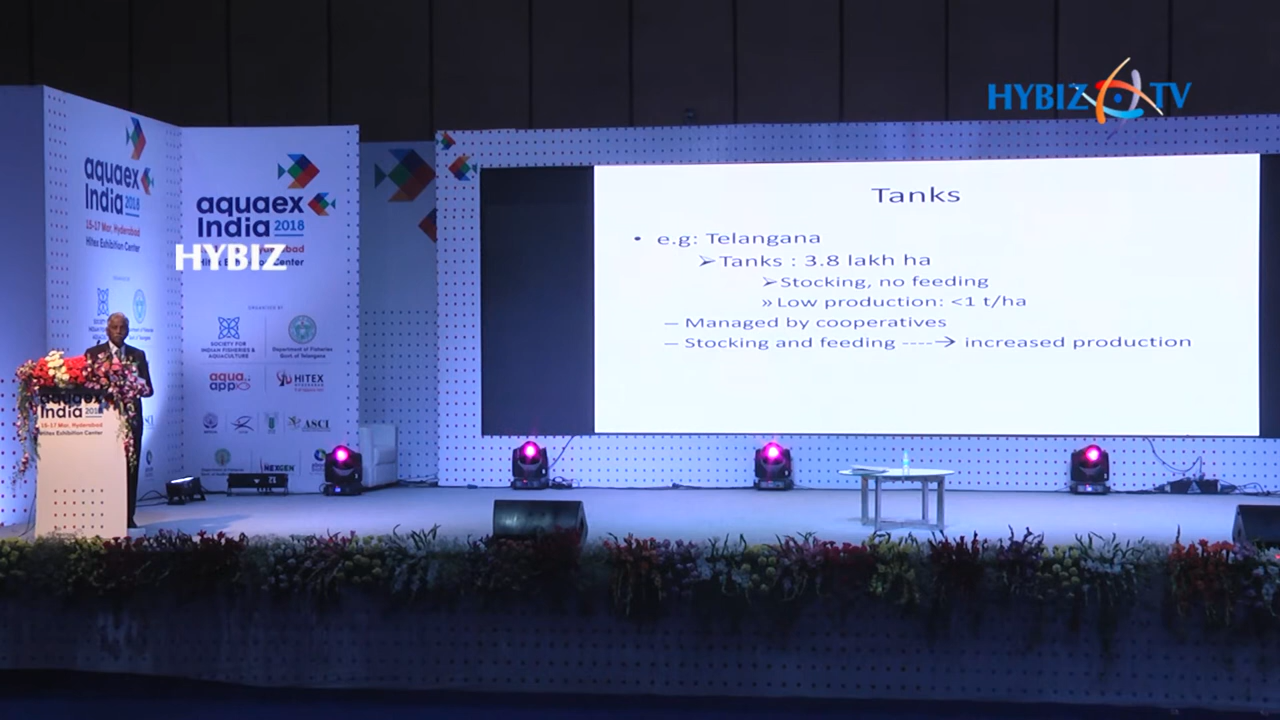 HYBIZ TV
aquaex
India 2018
15-17 Mar, Hyderabad
Hitex Exhibition Center
aquaex
India 2018
HYBIZ
ORGANISED BY
SOCIETY FOR
INDIAN FISHERIES &
AQUACULTURE
Department of Fisheries
Govt of Telangana
aqua
app
HITEX
ASCI
NEXGEN
aquaex
India 2018
15-17 Mar, Hyderabad
Hitex Exhibition Center
Tanks
• e.g: Telangana
➢Tanks : 3.8 lakh ha
➢Stocking, no feeding
»Low production: <1 t/ha
– Managed by cooperatives
– Stocking and feeding ----→ increased production